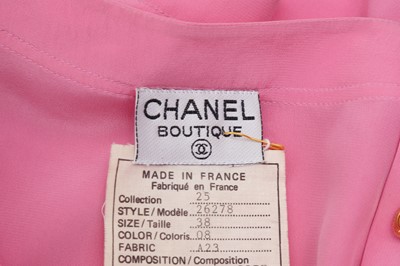 CHANEL
BOUTIQUE
MADE IN FRANCE
Fabriqué en France
Collection 25
STYLE / Modèle 26278
SIZE / Taille 38
COLOR / Coloris 08
FABRIC A23
COMPOSITION / Composition